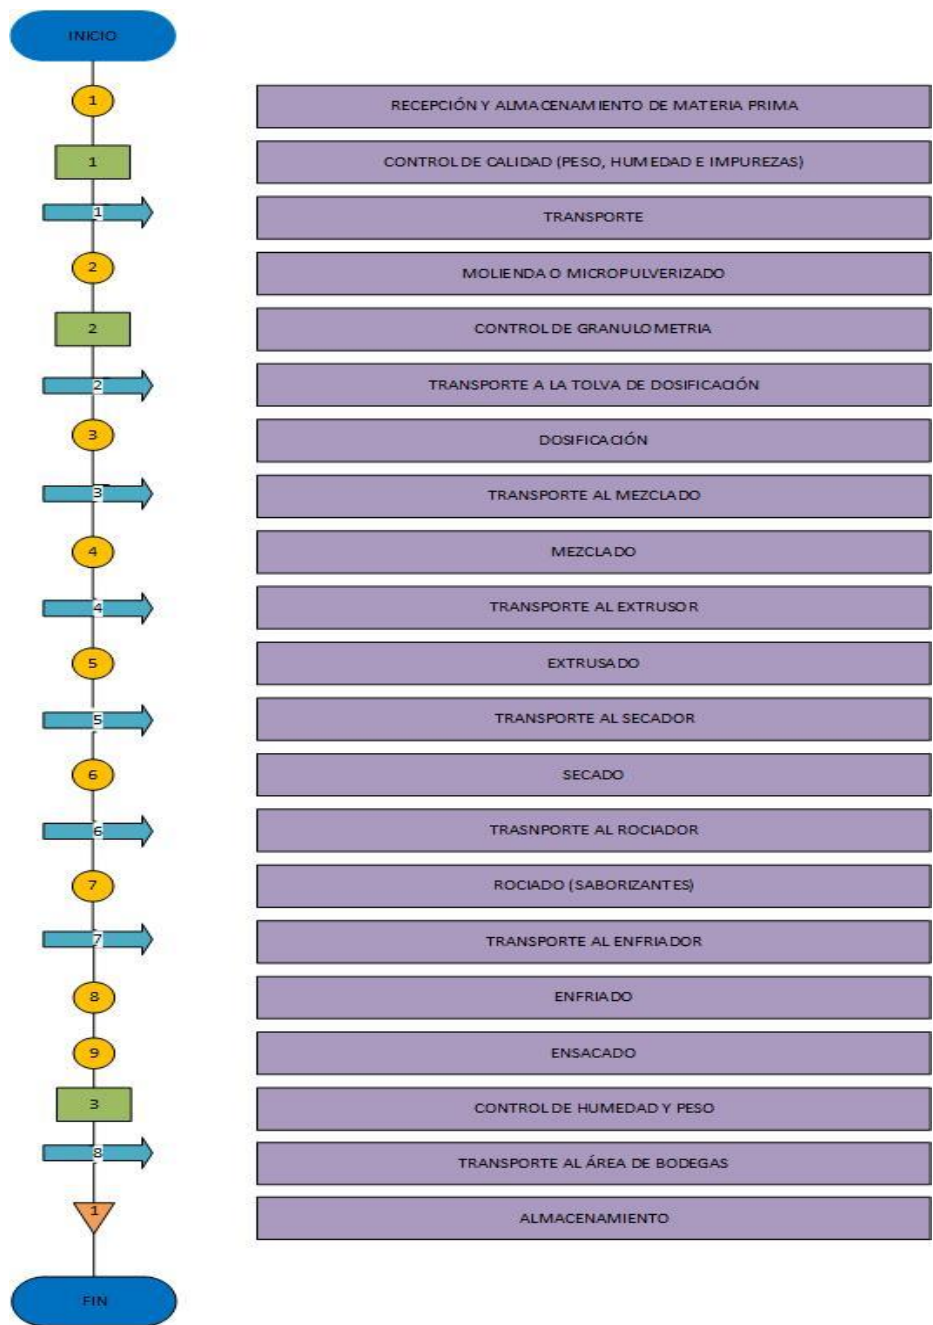 INICIO
1 RECEPCIÓN Y ALMACENAMIENTO DE MATERIA PRIMA
1 CONTROL DE CALIDAD (PESO, HUMEDAD E IMPUREZAS)
1 TRANSPORTE
2 MOLIENDA O MICROPULVERIZADO
2 CONTROL DE GRANULOMETRIA
2 TRANSPORTE A LA TOLVA DE DOSIFICACIÓN
3 DOSIFICACIÓN
3 TRANSPORTE AL MEZCLADO
4 MEZCLADO
4 TRANSPORTE AL EXTRUSOR
5 EXTRUSADO
5 TRANSPORTE AL SECADOR
6 SECADO
6 TRASNPORTE AL ROCIADOR
7 ROCIADO (SABORIZANTES)
7 TRANSPORTE AL ENFRIADOR
8 ENFRIADO
9 ENSACADO
3 CONTROL DE HUMEDAD Y PESO
8 TRANSPORTE AL ÁREA DE BODEGAS
1 ALMACENAMIENTO
FIN